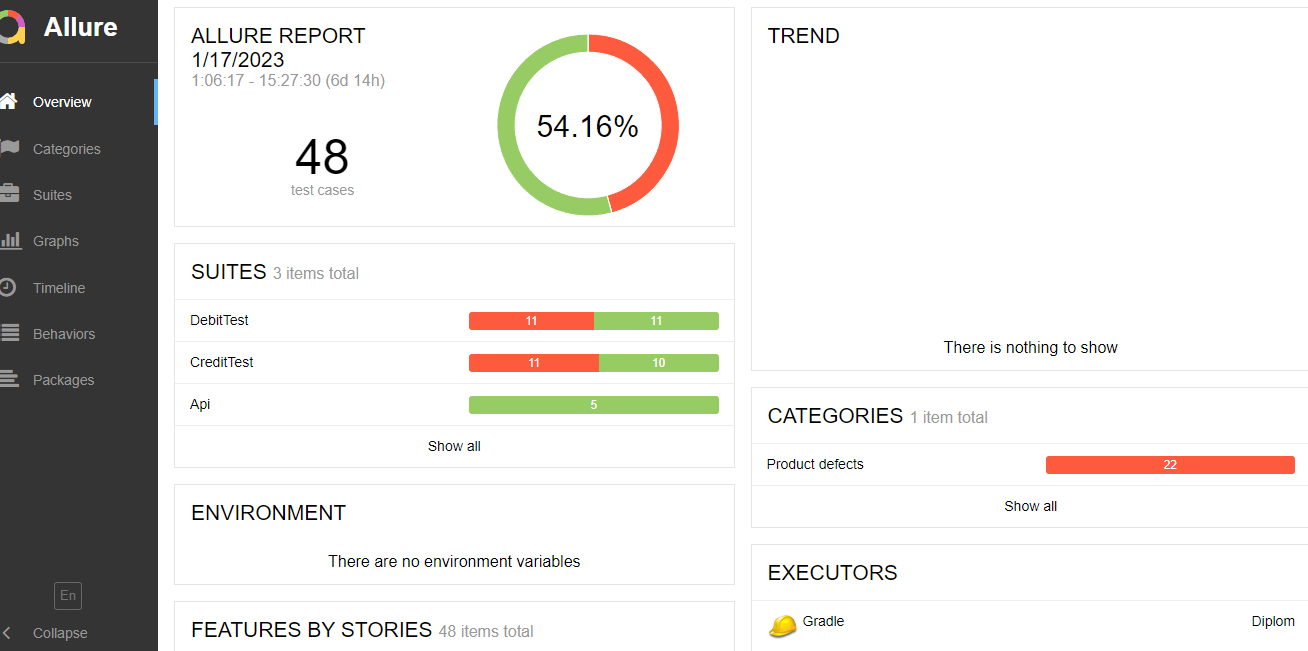 Allure
Overview
Categories
Suites
Graphs
Timeline
Behaviors
Packages
En
Collapse
ALLURE REPORT
1/17/2023
1:06:17 - 15:27:30 (6d 14h)
48
test cases
54.16%
SUITES 3 items total
DebitTest 11 11
CreditTest 11 10
Api 5
Show all
ENVIRONMENT
There are no environment variables
FEATURES BY STORIES 48 items total
TREND
There is nothing to show
CATEGORIES 1 item total
Product defects 22
Show all
EXECUTORS
Gradle Diplom